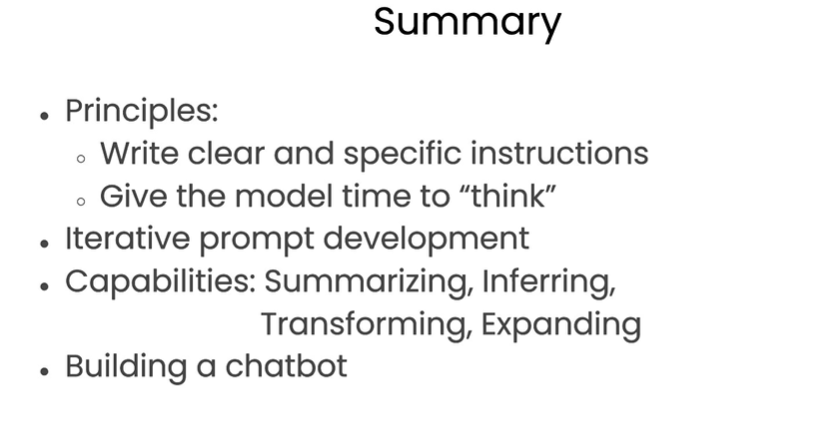 Summary
• Principles:
◦ Write clear and specific instructions
◦ Give the model time to “think”
• Iterative prompt development
• Capabilities: Summarizing, Inferring,
Transforming, Expanding
• Building a chatbot